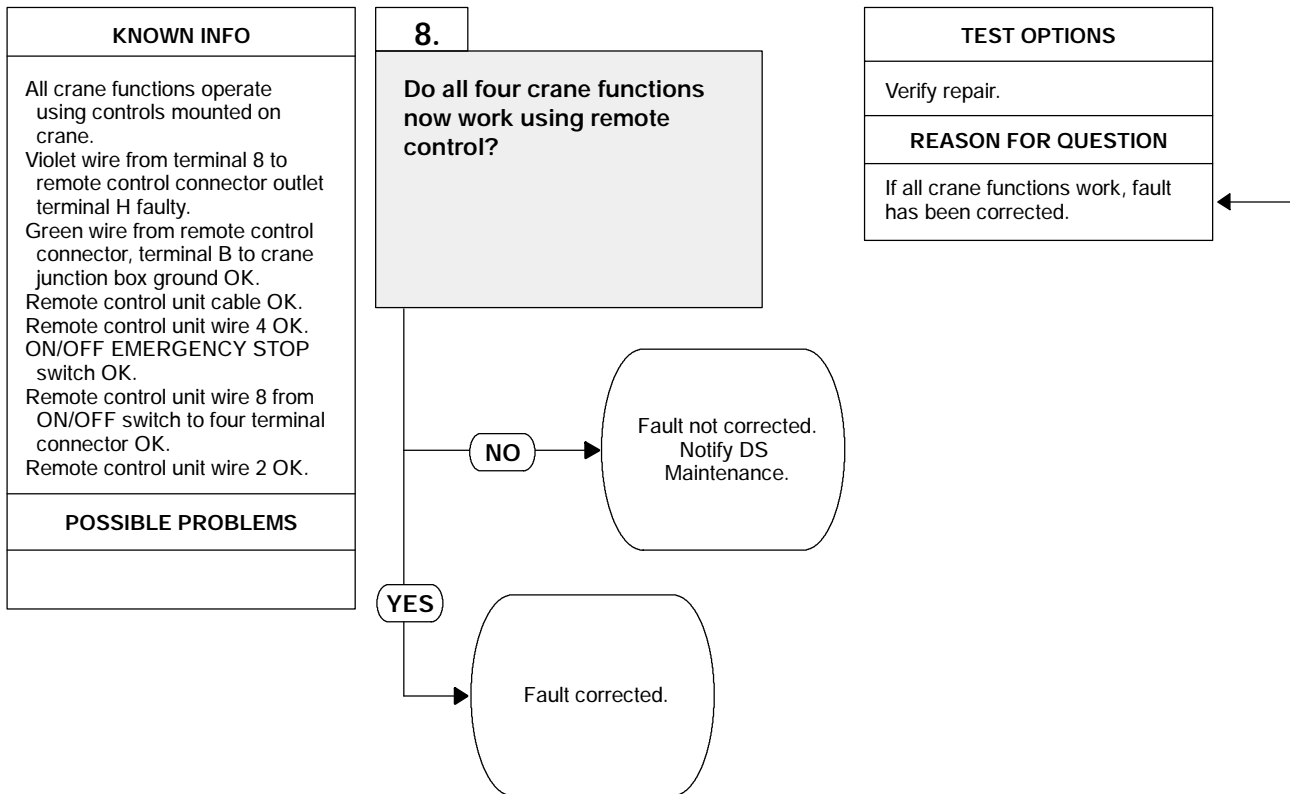 KNOWN INFO
All crane functions operate
using controls mounted on
crane.
Violet wire from terminal 8 to
remote control connector outlet
terminal H faulty.
Green wire from remote control
connector, terminal B to crane
junction box ground OK.
Remote control unit cable OK.
Remote control unit wire 4 OK.
ON/OFF EMERGENCY STOP
switch OK.
Remote control unit wire 8 from
ON/OFF switch to four terminal
connector OK.
Remote control unit wire 2 OK.
POSSIBLE PROBLEMS
8.
Do all four crane functions
now work using remote
control?
NO
Fault not corrected.
Notify DS
Maintenance.
YES
Fault corrected.
TEST OPTIONS
Verify repair.
REASON FOR QUESTION
If all crane functions work, fault
has been corrected.